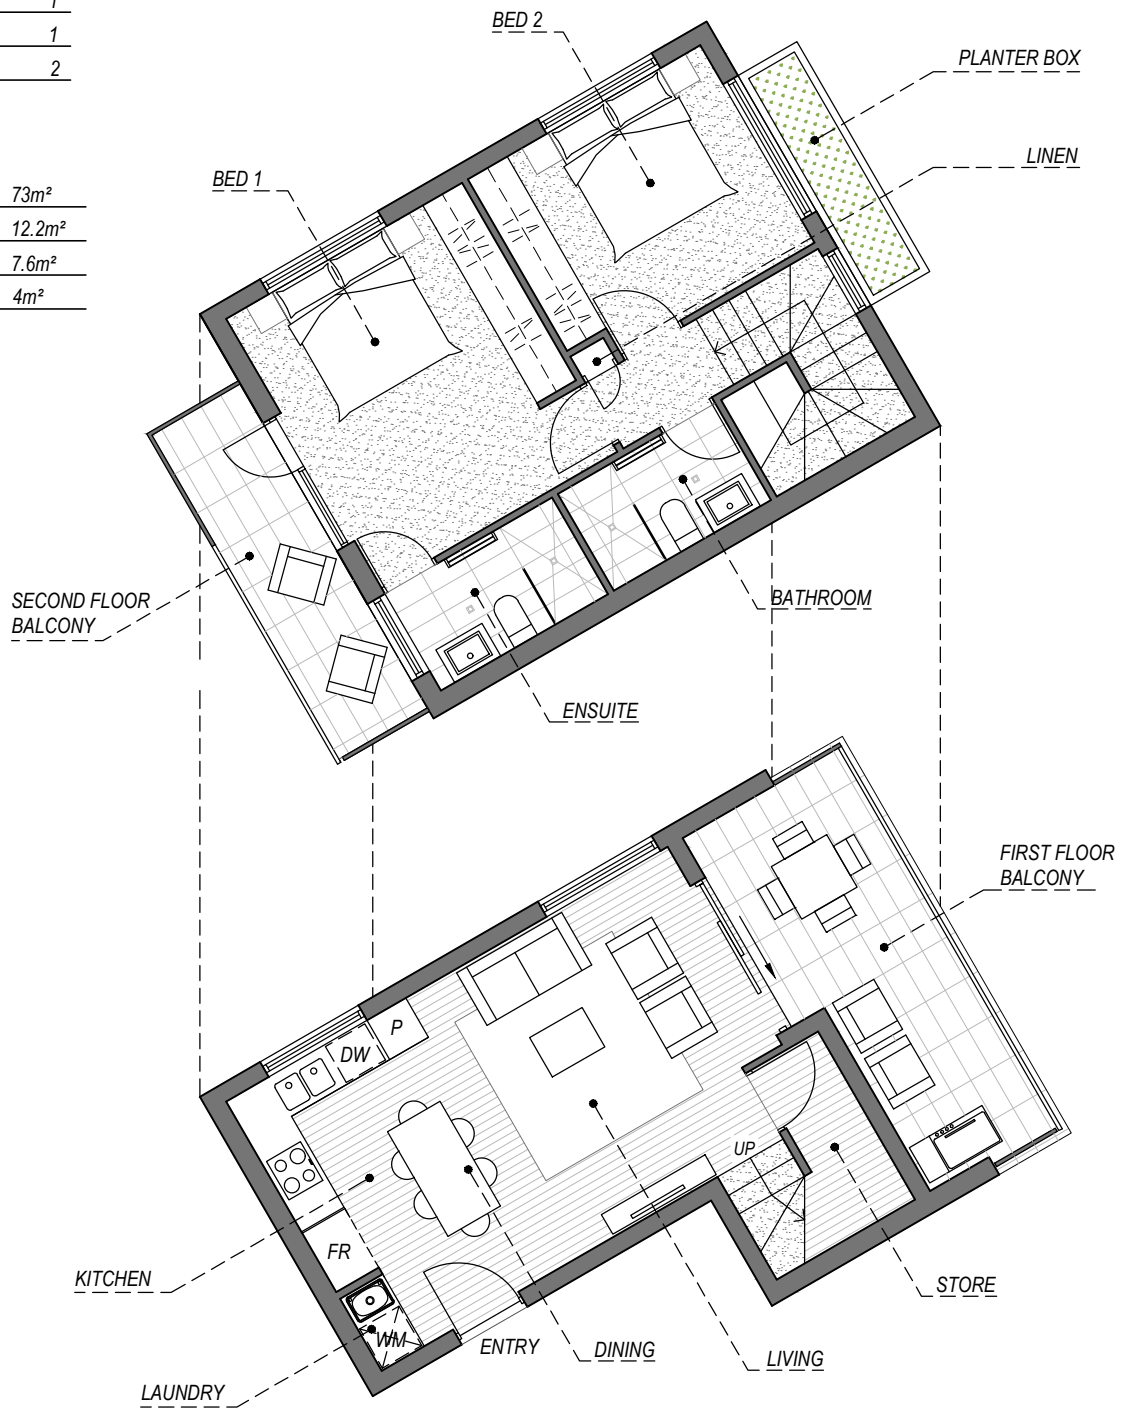 1
1
2
73m²
12.2m²
7.6m²
4m²
BED 2
PLANTER BOX
LINEN
BED 1
SECOND FLOOR
BALCONY
BATHROOM
ENSUITE
FIRST FLOOR
BALCONY
P
DW
UP
FR
KITCHEN
STORE
WM
ENTRY
DINING
LIVING
LAUNDRY